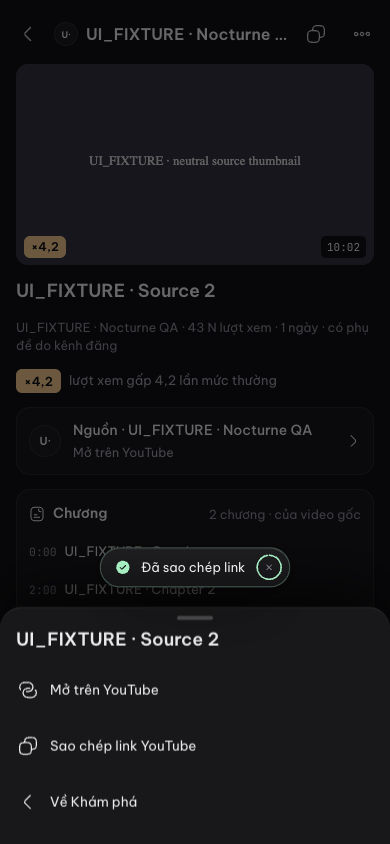 U·
UI_FIXTURE · Nocturne ...
UI_FIXTURE · neutral source thumbnail
×4,2
10:02
UI_FIXTURE · Source 2
UI_FIXTURE · Nocturne QA · 43 N lượt xem · 1 ngày · có phụ
đề do kênh đăng
×4,2 lượt xem gấp 4,2 lần mức thường
U·
Nguồn · UI_FIXTURE · Nocturne QA
Mở trên YouTube
Chương
2 chương · của video gốc
0:00 UI_FIXTURE ·
Đã sao chép link
2:00 UI_FIXTURE · Chapter 2
UI_FIXTURE · Source 2
Mở trên YouTube
Sao chép link YouTube
Về Khám phá